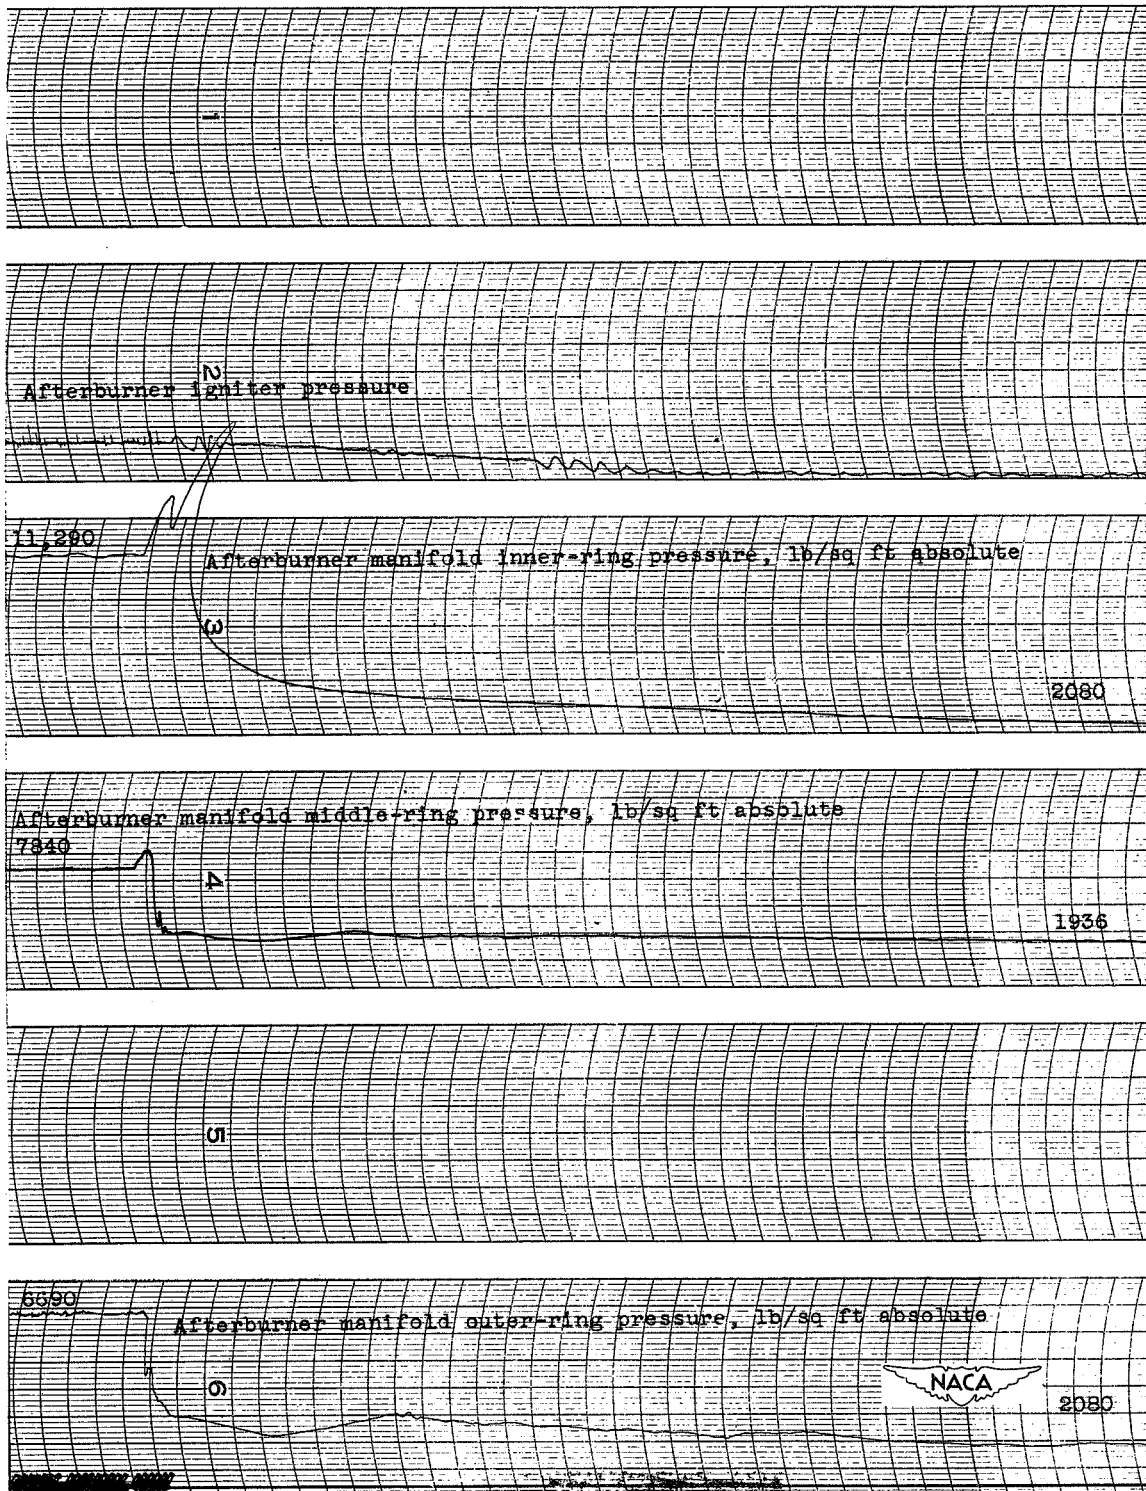 1
2
Afterburner igniter pressure
11,290
Afterburner manifold inner-ring pressure, lb/sq ft absolute
3
2080
Afterburner manifold middle-ring pressure, lb/sq ft absolute
7840
4
1936
5
6690
Afterburner manifold outer-ring pressure, lb/sq ft absolute
6
NACA
2080